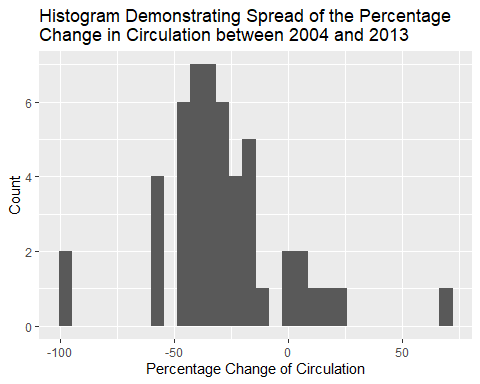 Histogram Demonstrating Spread of the Percentage
Change in Circulation between 2004 and 2013
6
4
2
0
Count
-100
-50
0
50
Percentage Change of Circulation